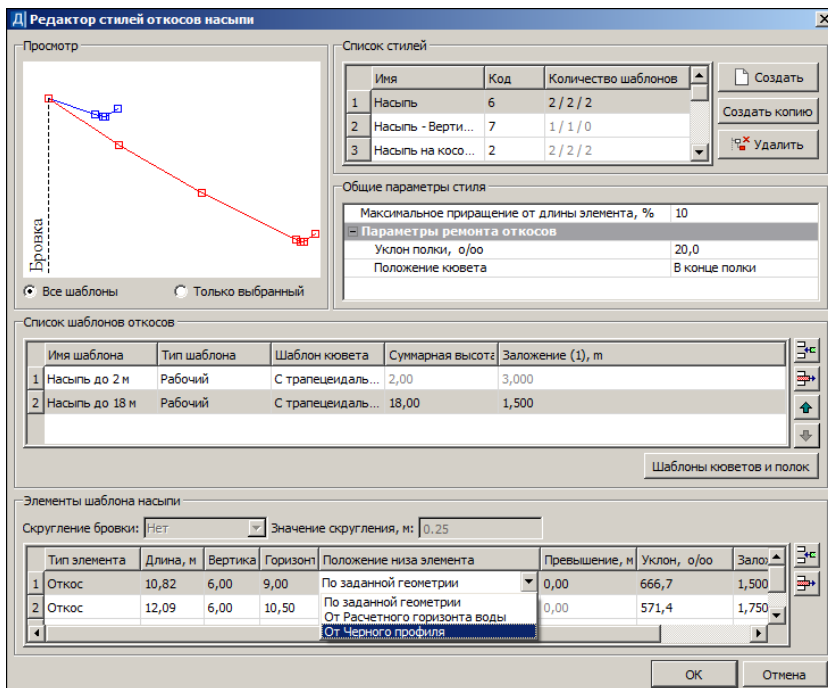 Редактор стилей откосов насыпи
Просмотр
Бровка
Все шаблоны Только выбранный
Список стилей
Имя Код Количество шаблонов
1 Насыпь 6 2 / 2 / 2
2 Насыпь - Верти... 7 1 / 1 / 0
3 Насыпь на косо... 2 2 / 2 / 2
Создать
Создать копию
Удалить
Общие параметры стиля
Максимальное приращение от длины элемента, % 10
Параметры ремонта откосов
Уклон полки, о/оо 20,0
Положение кювета В конце полки
Список шаблонов откосов
Имя шаблона Тип шаблона Шаблон кювета Суммарная высота Заложение (1), m
1 Насыпь до 2 м Рабочий С трапецеидаль... 2,00 3,000
2 Насыпь до 18 м Рабочий С трапецеидаль... 18,00 1,500
Шаблоны кюветов и полок
Элементы шаблона насыпи
Скругление бровки: Нет Значение скругления, м: 0.25
Тип элемента Длина, м Вертика Горизонт Положение низа элемента Превышение, м Уклон, о/оо Зало
1 Откос 10,82 6,00 9,00 По заданной геометрии 0,00 666,7 1,500
2 Откос 12,09 6,00 10,50 0,00 571,4 1,750
По заданной геометрии
От Расчетного горизонта воды
От Черного профиля
ОК Отмена